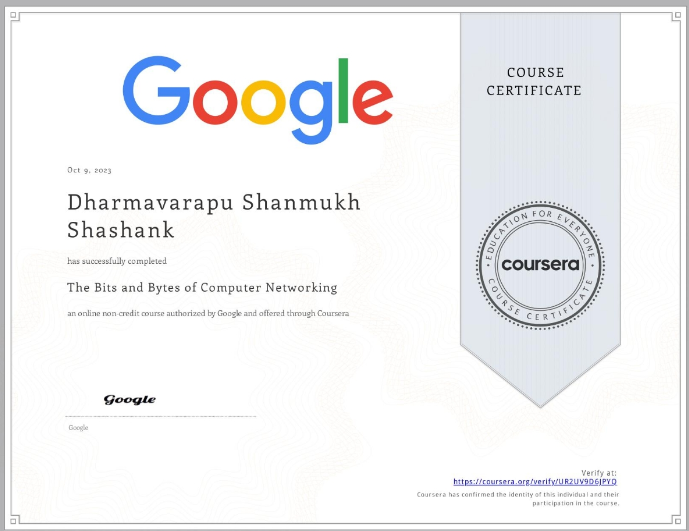 Google
COURSE
CERTIFICATE
Oct 9, 2023
Dharmavarapu Shanmukh
Shashank
has successfully completed
The Bits and Bytes of Computer Networking
an online non-credit course authorized by Google and offered through Coursera
EDUCATION FOR EVERYONE
coursera
COURSE CERTIFICATE
Google
Google
Verify at:
https://coursera.org/verify/UR2UV9D6JPYQ
Coursera has confirmed the identity of this individual and their
participation in the course.